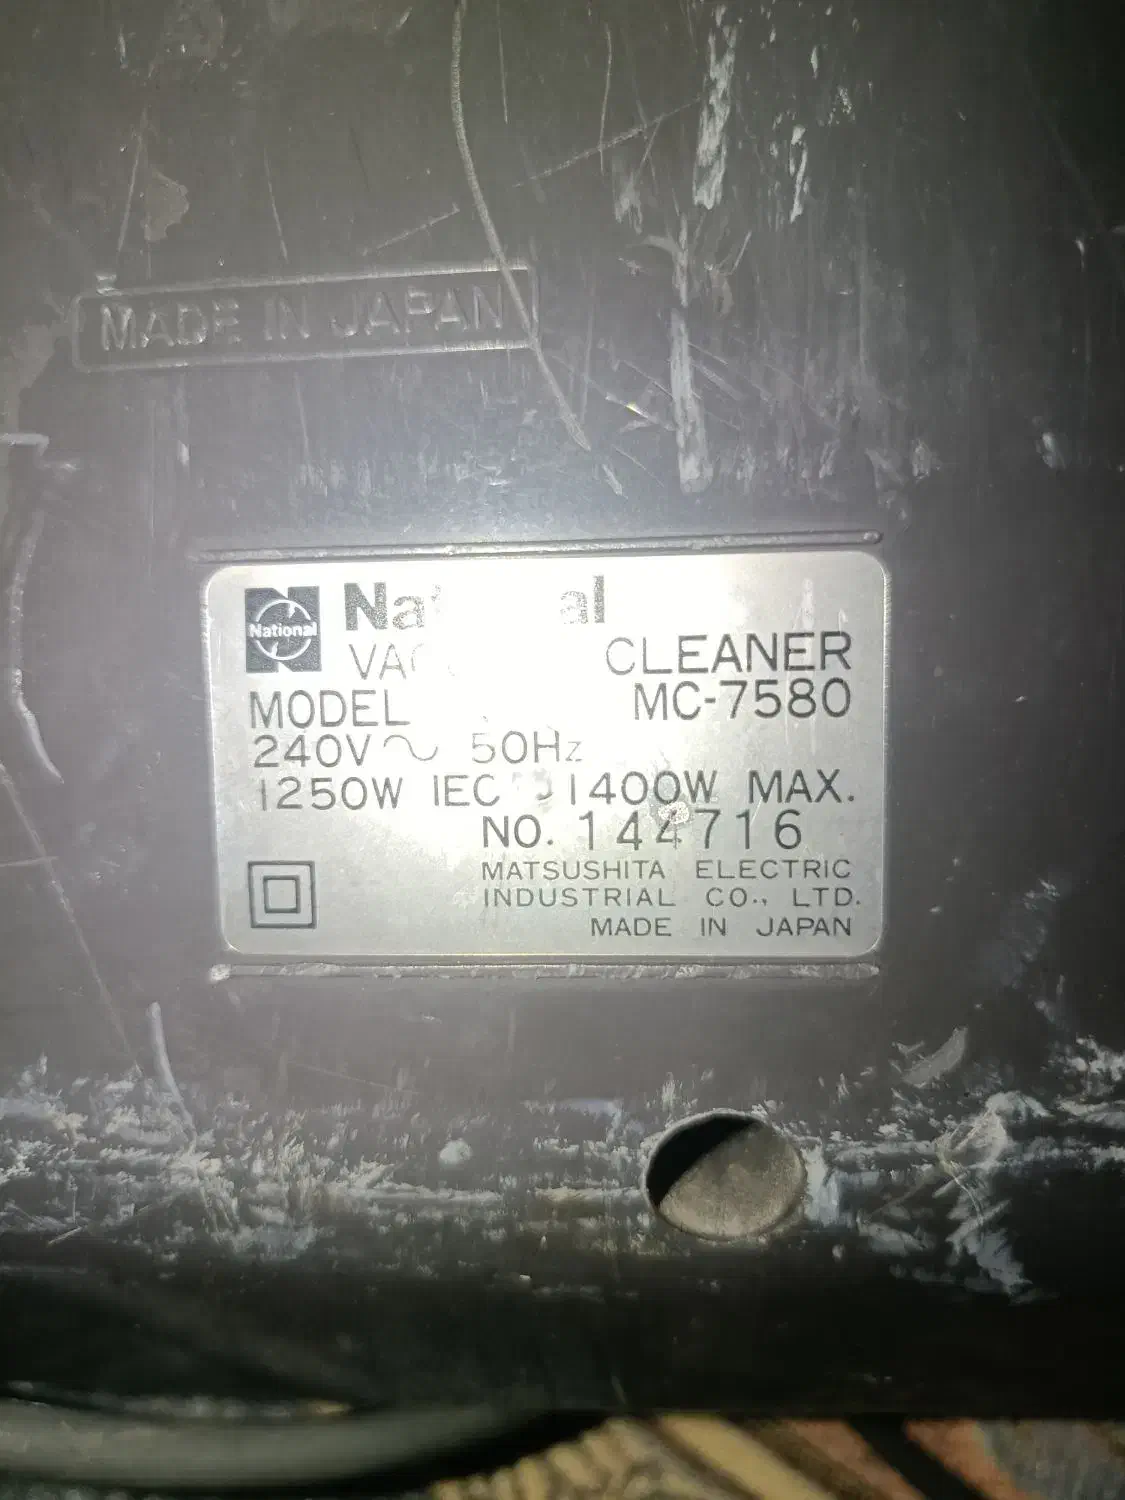 MADE IN JAPAN
National
CLEANER
MODEL MC-7580
240V～ 50Hz
1250W IEC 1400W MAX.
NO. 144716
MATSUSHITA ELECTRIC
INDUSTRIAL CO., LTD.
MADE IN JAPAN